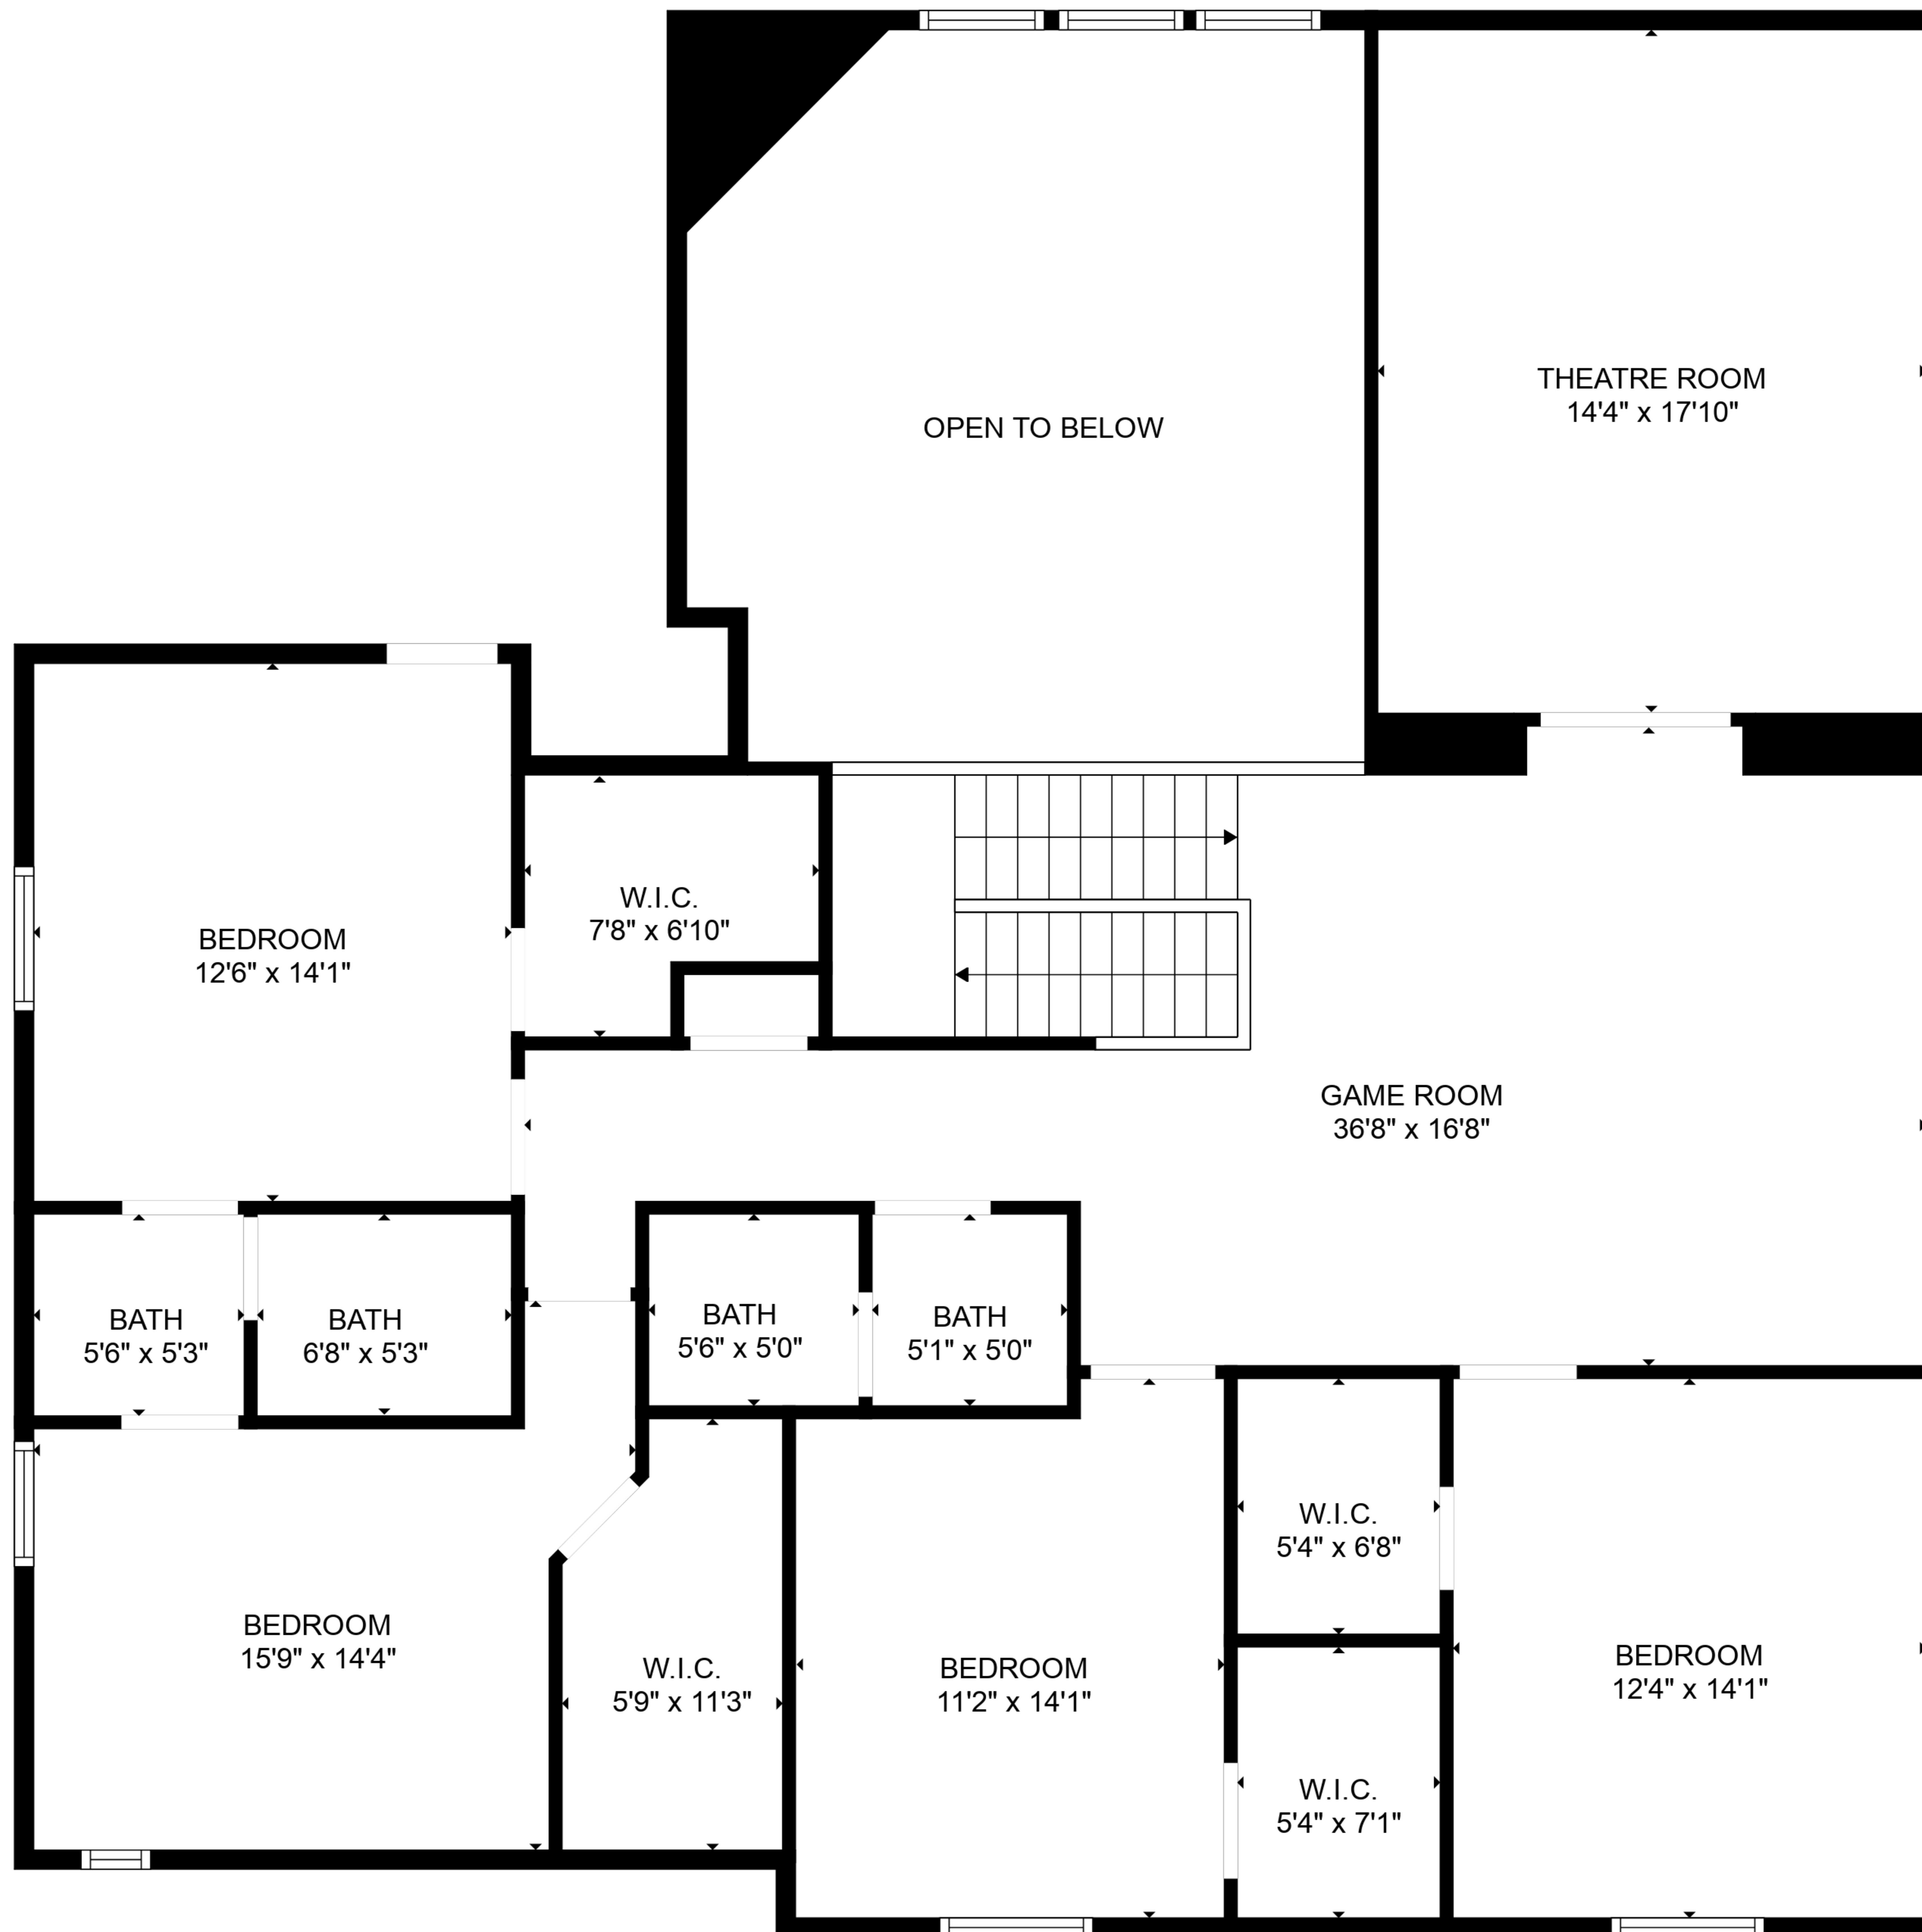 THEATRE ROOM
14'4" x 17'10"
OPEN TO BELOW
W.I.C.
7'8" x 6'10"
BEDROOM
12'6" x 14'1"
GAME ROOM
36'8" x 16'8"
BATH
5'6" x 5'3"
BATH
6'8" x 5'3"
BATH
5'6" x 5'0"
BATH
5'1" x 5'0"
W.I.C.
5'4" x 6'8"
BEDROOM
15'9" x 14'4"
W.I.C.
5'9" x 11'3"
BEDROOM
11'2" x 14'1"
BEDROOM
12'4" x 14'1"
W.I.C.
5'4" x 7'1"